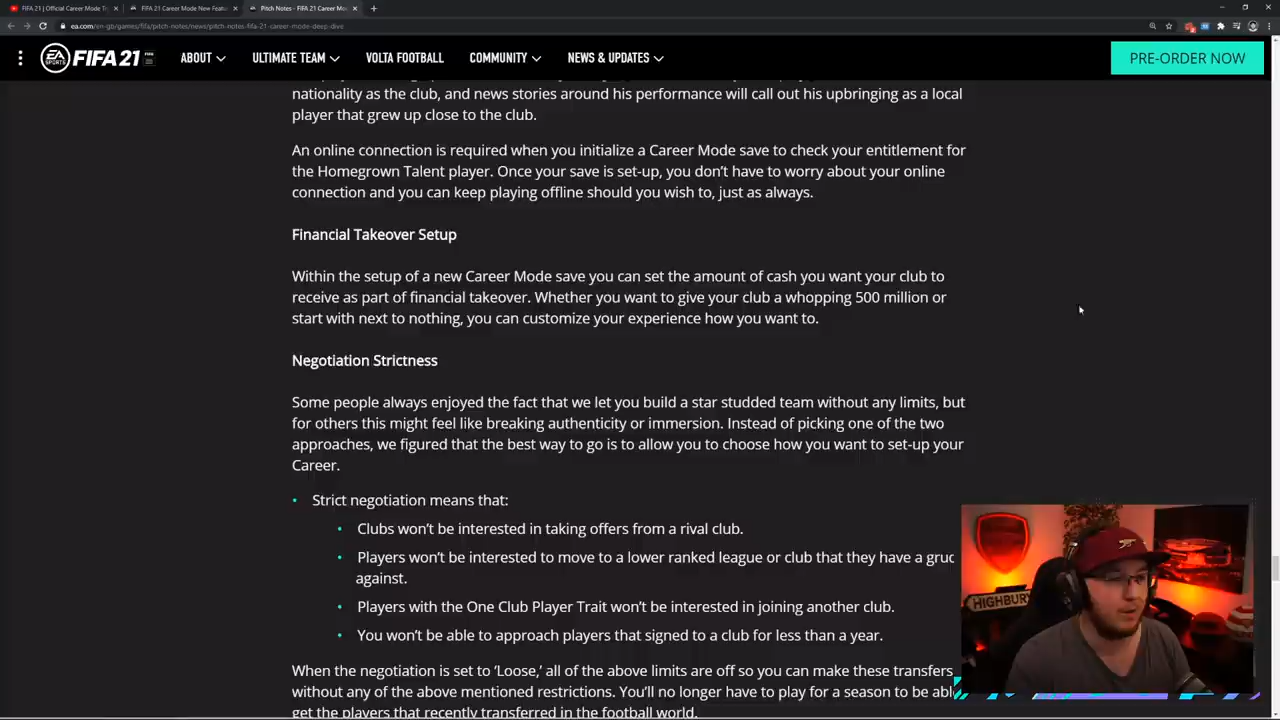 FIFA 21 | Official Career Mode Tr
FIFA 21 Career Mode New Featu
Pitch Notes - FIFA 21 Career Mo
ea.com/en-gb/games/fifa/pitch-notes/news/pitch-notes-fifa-21-career-mode-deep-dive
EA SPORTS FIFA 21
ABOUT
ULTIMATE TEAM
VOLTA FOOTBALL
COMMUNITY
NEWS & UPDATES
PRE-ORDER NOW
nationality as the club, and news stories around his performance will call out his upbringing as a local
player that grew up close to the club.
An online connection is required when you initialize a Career Mode save to check your entitlement for
the Homegrown Talent player. Once your save is set-up, you don't have to worry about your online
connection and you can keep playing offline should you wish to, just as always.
Financial Takeover Setup
Within the setup of a new Career Mode save you can set the amount of cash you want your club to
receive as part of financial takeover. Whether you want to give your club a whopping 500 million or
start with next to nothing, you can customize your experience how you want to.
Negotiation Strictness
Some people always enjoyed the fact that we let you build a star studded team without any limits, but
for others this might feel like breaking authenticity or immersion. Instead of picking one of the two
approaches, we figured that the best way to go is to allow you to choose how you want to set-up your
Career.
• Strict negotiation means that:
• Clubs won't be interested in taking offers from a rival club.
• Players won't be interested to move to a lower ranked league or club that they have a gruc
against.
• Players with the One Club Player Trait won't be interested in joining another club.
• You won't be able to approach players that signed to a club for less than a year.
When the negotiation is set to 'Loose,' all of the above limits are off so you can make these transfers
without any of the above mentioned restrictions. You'll no longer have to play for a season to be abl
get the players that recently transferred in the football world.
HIGHBURY